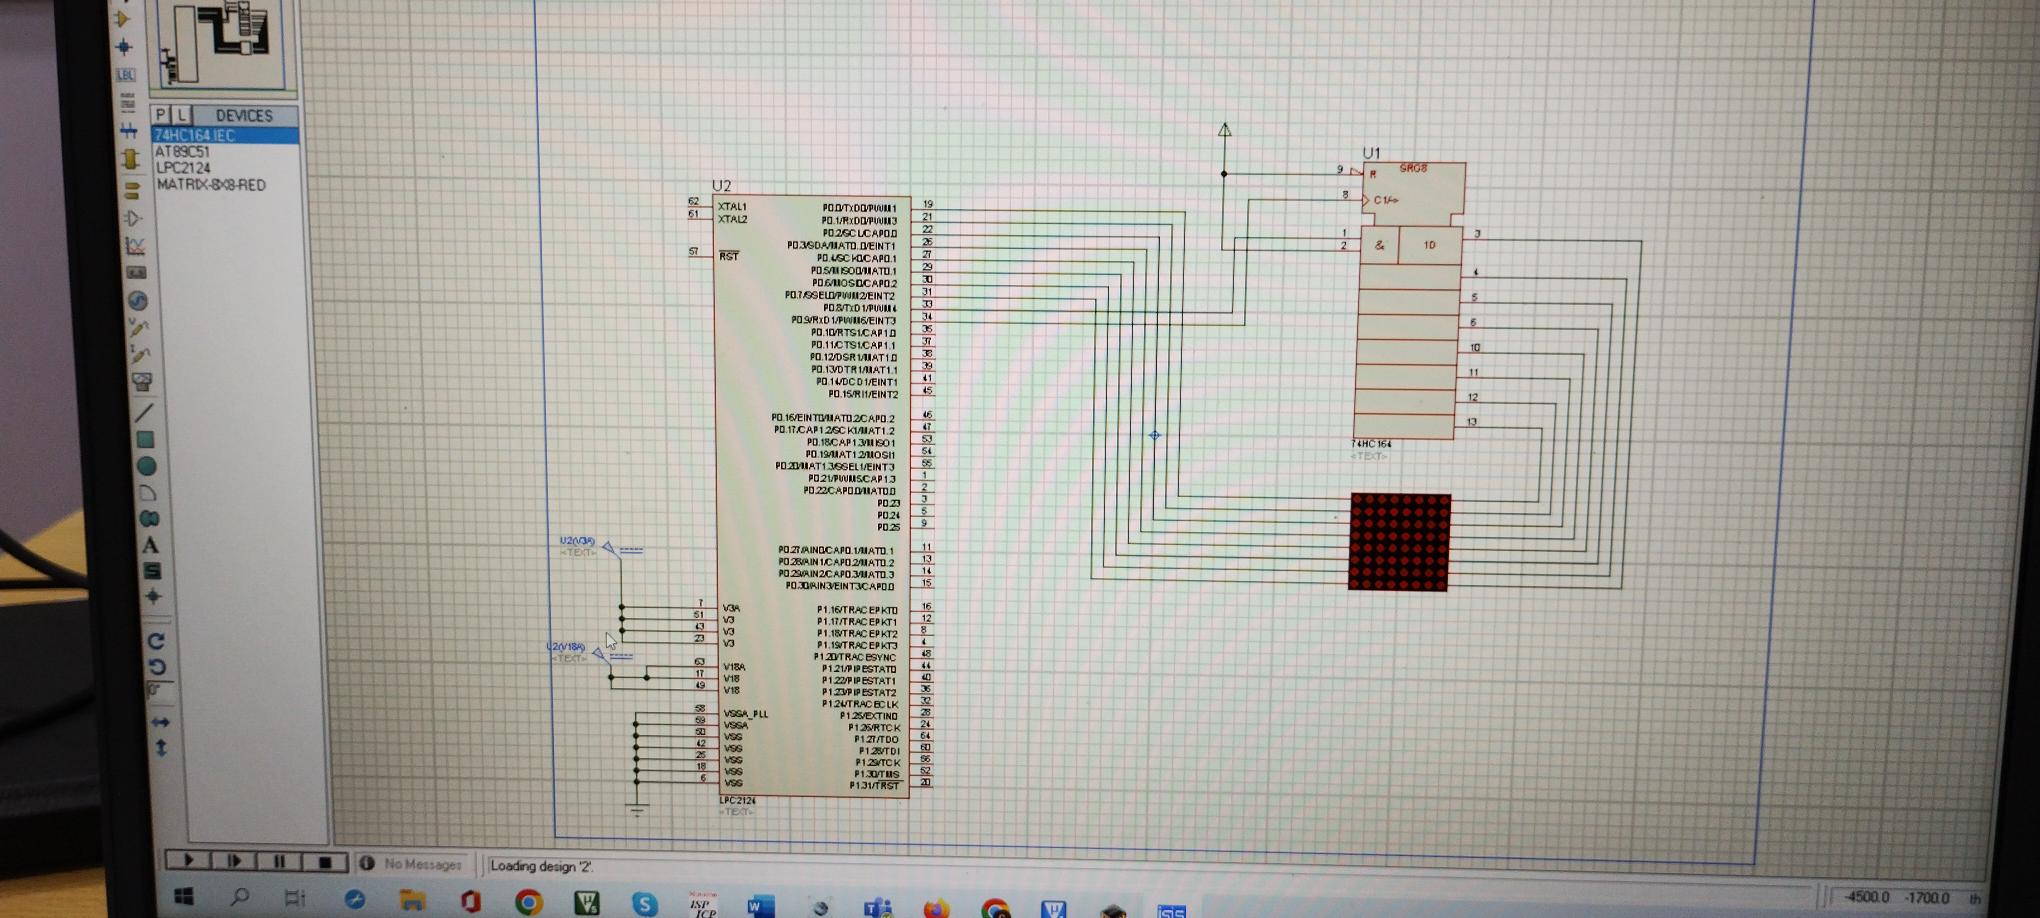 LBL
P L DEVICES
74HC164.IEC
AT89C51
LPC2124
MATRIX-8X8-RED
A
S
U2
62 XTAL1
61 XTAL2
57 RST
P0.0/TxD0/PWM1 19
P0.1/RxD0/PWM3 21
P0.2/SCL/CAP0.0 22
P0.3/SDA/MAT0.0/EINT1 26
P0.4/SCK0/CAP0.1 27
P0.5/MISO0/MAT0.1 29
P0.6/MOSI0/CAP0.2 30
P0.7/SSEL0/PWM2/EINT2 31
P0.8/TxD1/PWM4 33
P0.9/RxD1/PWM6/EINT3 34
P0.10/RTS1/CAP1.0 35
P0.11/CTS1/CAP1.1 37
P0.12/DSR1/MAT1.0 38
P0.13/DTR1/MAT1.1 39
P0.14/DCD1/EINT1 41
P0.15/RI1/EINT2 45
P0.16/EINT0/MAT0.2/CAP0.2 46
P0.17/CAP1.2/SCK1/MAT1.2 47
P0.18/CAP1.3/MISO1 53
P0.19/MAT1.2/MOSI1 54
P0.20/MAT1.3/SSEL1/EINT3 55
P0.21/PWM5/CAP1.3 1
P0.22/CAP0.0/MAT0.0 2
P0.23 3
P0.24 5
P0.25 9
P0.27/AIN0/CAP0.1/MAT0.1 11
P0.28/AIN1/CAP0.2/MAT0.2 13
P0.29/AIN2/CAP0.3/MAT0.3 14
P0.30/AIN3/EINT3/CAP0.0 15
U2(V3A)
<TEXT>
7 V3A
51 V3
43 V3
23 V3
U2(V18A)
<TEXT>
63 V18A
17 V18
49 V18
58 VSSA_PLL
59 VSSA
50 VSS
42 VSS
25 VSS
18 VSS
6 VSS
P1.16/TRACEPKT0 16
P1.17/TRACEPKT1 12
P1.18/TRACEPKT2 8
P1.19/TRACEPKT3 4
P1.20/TRACESYNC 48
P1.21/PIPESTAT0 44
P1.22/PIPESTAT1 40
P1.23/PIPESTAT2 36
P1.24/TRACECLK 32
P1.25/EXTIN0 28
P1.26/RTCK 24
P1.27/TDO 64
P1.28/TDI 60
P1.29/TCK 56
P1.30/TMS 52
P1.31/TRST 20
LPC2124
<TEXT>
U1
SRG8
9 R
8 C1/->
1
2
& 1D
3
4
5
6
10
11
12
13
74HC164
<TEXT>
No Messages
Loading design '2'.
-4500.0 -1700.0 th
ISP
ICP
W
ISIS